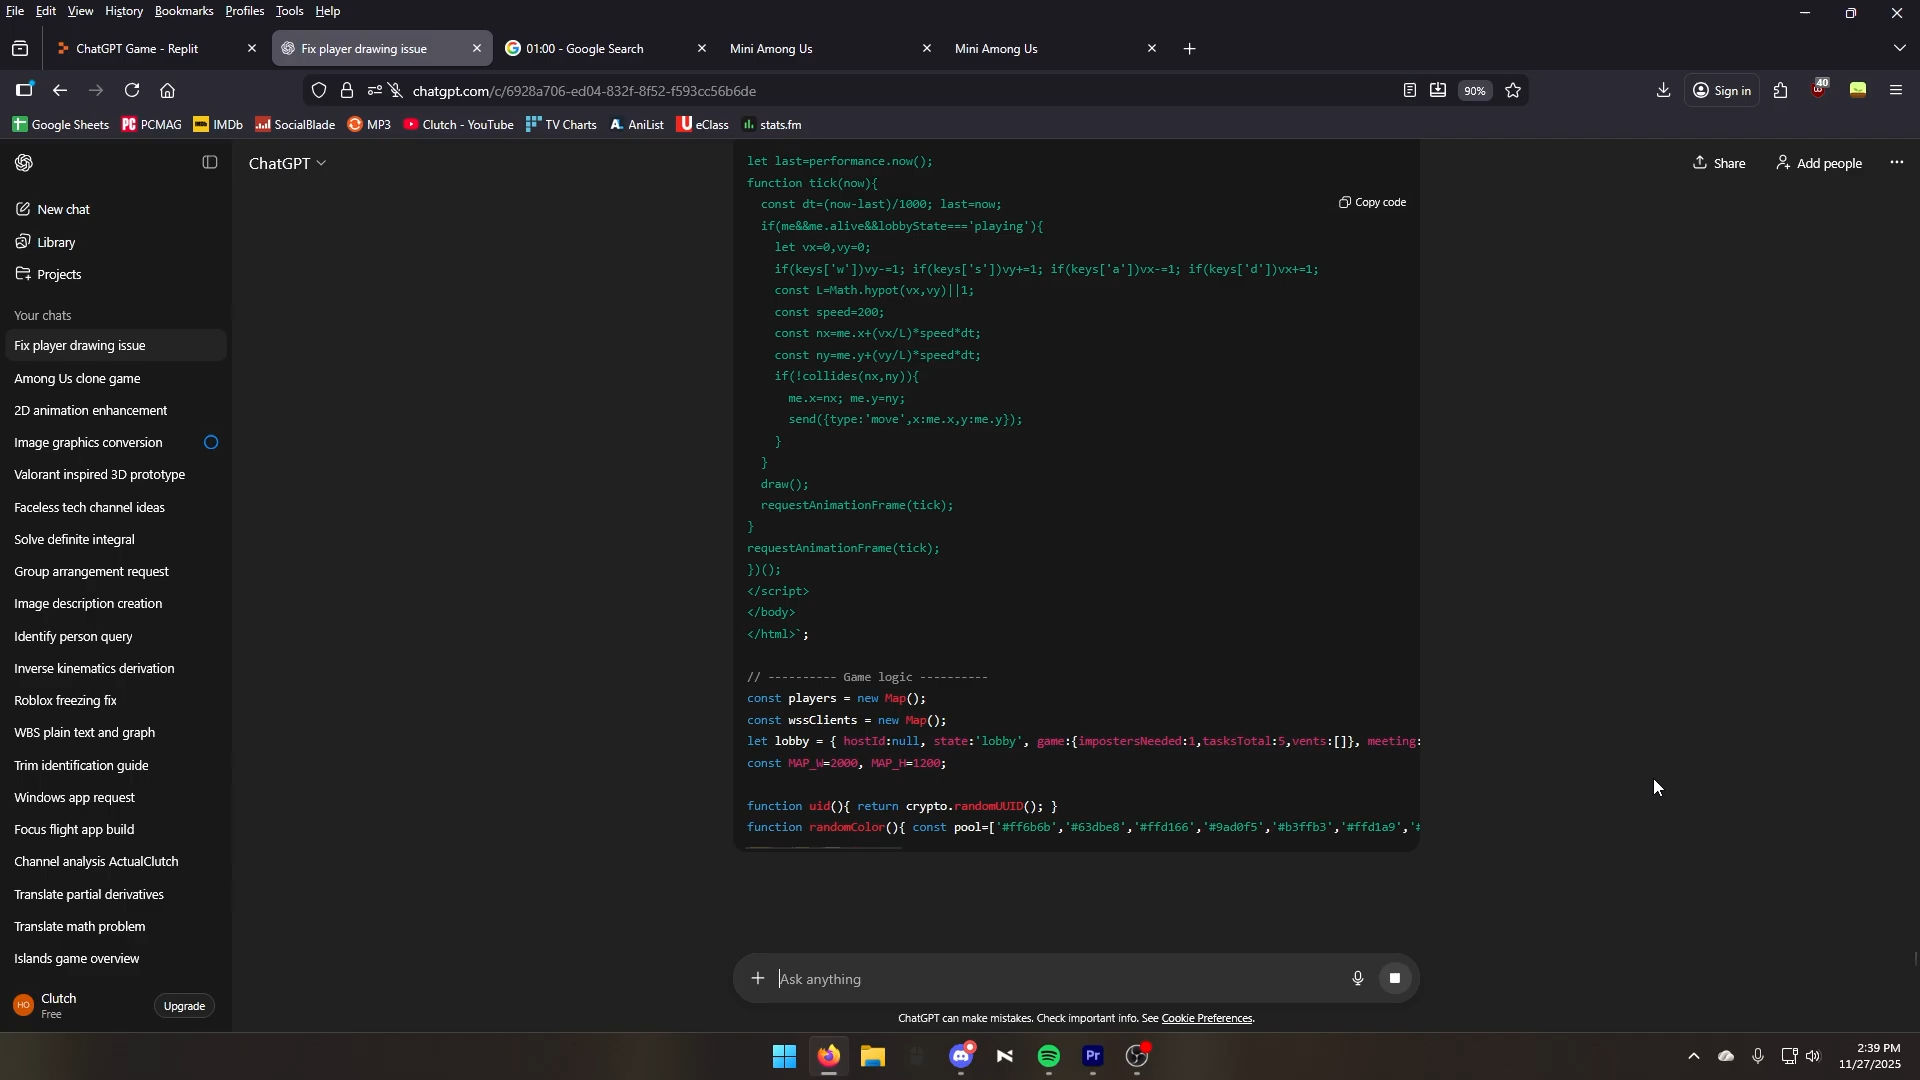 File Edit View History Bookmarks Profiles Tools Help
ChatGPT Game - Replit
Fix player drawing issue
01:00 - Google Search
Mini Among Us
Mini Among Us
chatgpt.com/c/6928a706-ed04-832f-8f52-f593cc56b6de
90%
Sign in
40
Google Sheets
PCMAG
IMDb
SocialBlade
MP3
Clutch - YouTube
TV Charts
AniList
eClass
stats.fm
ChatGPT
Share
Add people
New chat
Library
Projects
Your chats
Fix player drawing issue
Among Us clone game
2D animation enhancement
Image graphics conversion
Valorant inspired 3D prototype
Faceless tech channel ideas
Solve definite integral
Group arrangement request
Image description creation
Identify person query
Inverse kinematics derivation
Roblox freezing fix
WBS plain text and graph
Trim identification guide
Windows app request
Focus flight app build
Channel analysis ActualClutch
Translate partial derivatives
Translate math problem
Islands game overview
HO
Clutch
Free
Upgrade
Copy code
let last=performance.now();
function tick(now){
const dt=(now-last)/1000; last=now;
if(me&&me.alive&&lobbyState==='playing'){
let vx=0,vy=0;
if(keys['w'])vy-=1; if(keys['s'])vy+=1; if(keys['a'])vx-=1; if(keys['d'])vx+=1;
const L=Math.hypot(vx,vy)||1;
const speed=200;
const nx=me.x+(vx/L)*speed*dt;
const ny=me.y+(vy/L)*speed*dt;
if(!collides(nx,ny)){
me.x=nx; me.y=ny;
send({type:'move',x:me.x,y:me.y});
}
}
draw();
requestAnimationFrame(tick);
}
requestAnimationFrame(tick);
})();
</script>
</body>
</html>`;
// ---------- Game logic ----------
const players = new Map();
const wssClients = new Map();
let lobby = { hostId:null, state:'lobby', game:{impostersNeeded:1,tasksTotal:5,vents:[]}, meeting:
const MAP_W=2000, MAP_H=1200;
function uid(){ return crypto.randomUUID(); }
function randomColor(){ const pool=['#ff6b6b','#63dbe8','#ffd166','#9ad0f5','#b3ffb3','#ffd1a9','#
Ask anything
ChatGPT can make mistakes. Check important info. See Cookie Preferences.
Pr
2:39 PM
11/27/2025